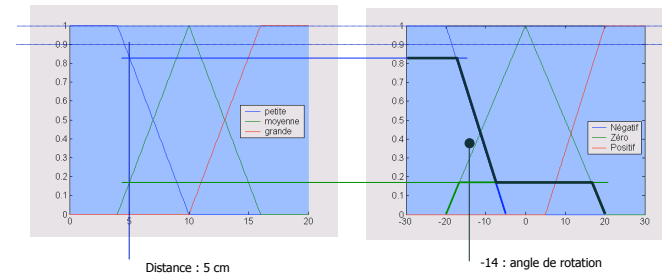 1
0.9
0.8
0.7
0.6
0.5
0.4
0.3
0.2
0.1
0
0 5 10 15 20
petite
moyenne
grande
Distance : 5 cm
1
0.9
0.8
0.7
0.6
0.5
0.4
0.3
0.2
0.1
0
-30 -20 -10 0 10 20 30
Négatif
Zéro
Positif
-14 : angle de rotation